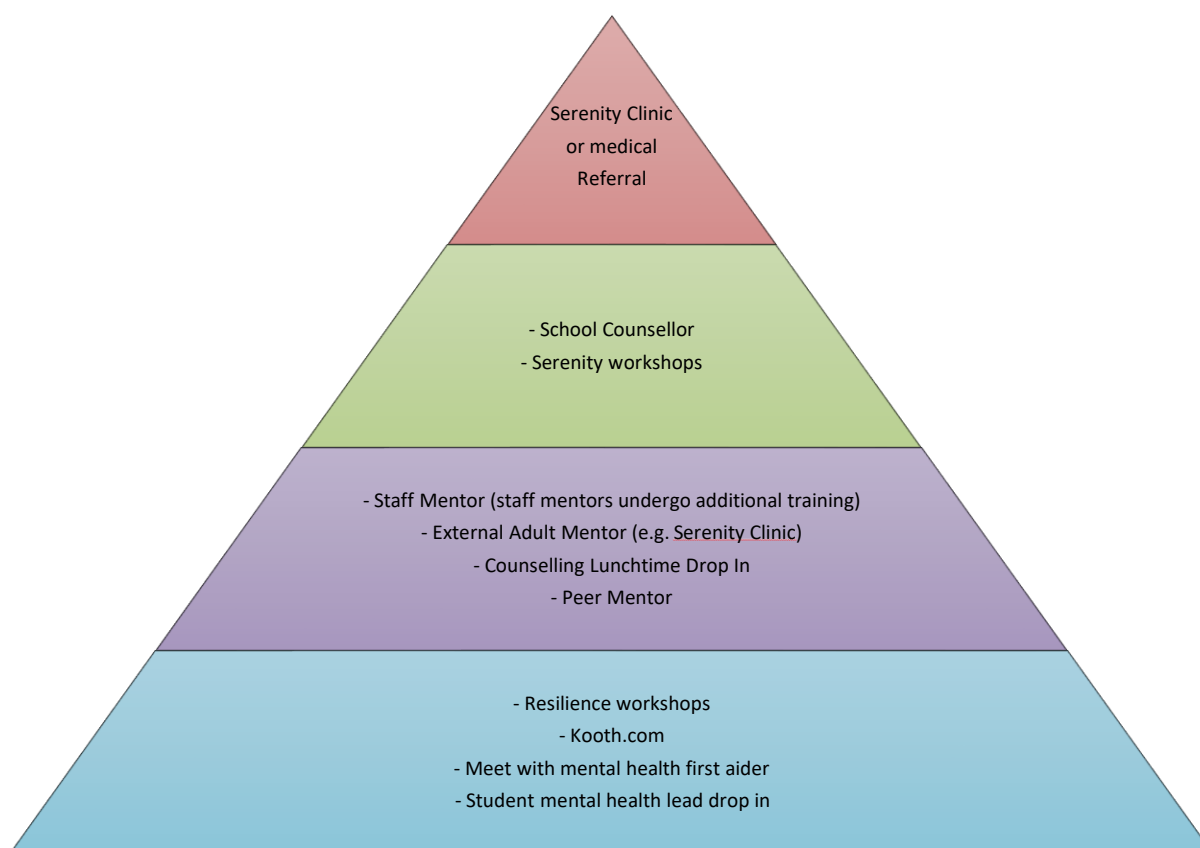 Serenity Clinic
or medical
Referral
- School Counsellor
- Serenity workshops
- Staff Mentor (staff mentors undergo additional training)
- External Adult Mentor (e.g. Serenity Clinic)
- Counselling Lunchtime Drop In
- Peer Mentor
- Resilience workshops
- Kooth.com
- Meet with mental health first aider
- Student mental health lead drop in